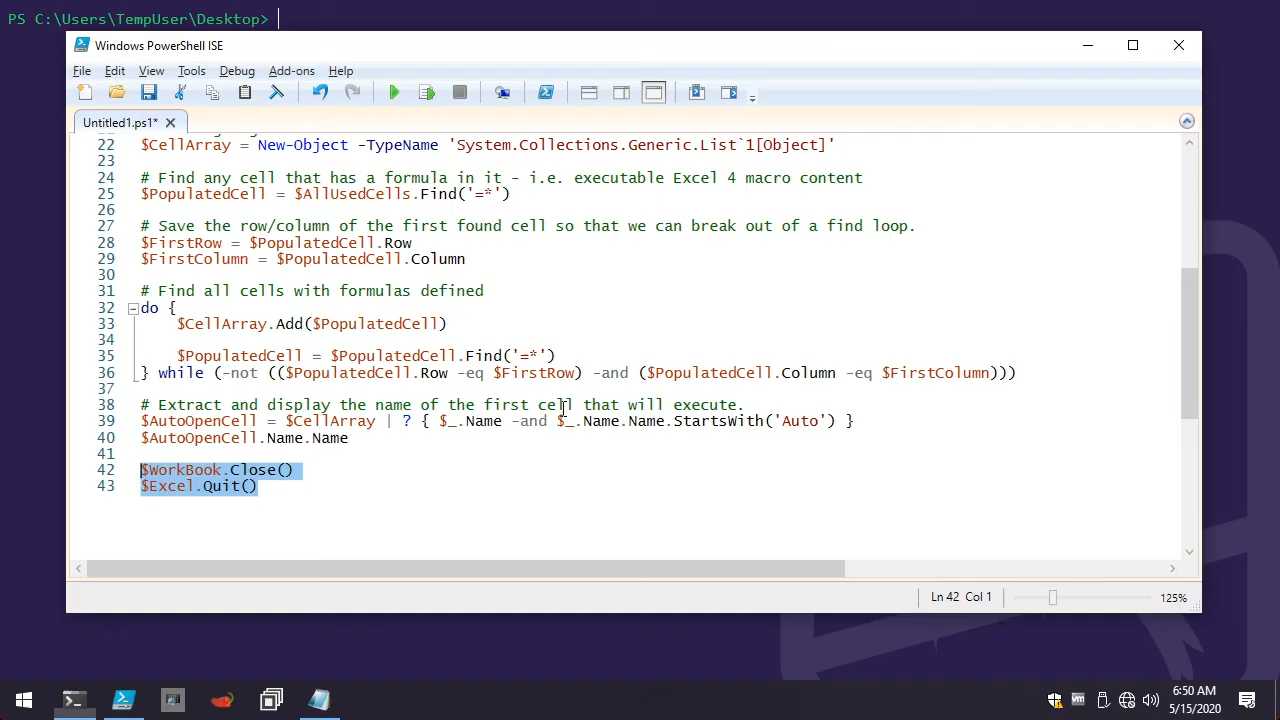 PS C:\Users\TempUser\Desktop>
Windows PowerShell ISE
File Edit View Tools Debug Add-ons Help
Untitled1.ps1* X
22 $CellArray = New-Object -TypeName 'System.Collections.Generic.List`1[Object]'
23
24 # Find any cell that has a formula in it - i.e. executable Excel 4 macro content
25 $PopulatedCell = $AllUsedCells.Find('=*')
26
27 # Save the row/column of the first found cell so that we can break out of a find loop.
28 $FirstRow = $PopulatedCell.Row
29 $FirstColumn = $PopulatedCell.Column
30
31 # Find all cells with formulas defined
32 do {
33 $CellArray.Add($PopulatedCell)
34
35 $PopulatedCell = $PopulatedCell.Find('=*')
36 } while (-not (($PopulatedCell.Row -eq $FirstRow) -and ($PopulatedCell.Column -eq $FirstColumn)))
37
38 # Extract and display the name of the first cell that will execute.
39 $AutoOpenCell = $CellArray | ? { $_.Name -and $_.Name.Name.StartsWith('Auto') }
40 $AutoOpenCell.Name.Name
41
42 $WorkBook.Close()
43 $Excel.Quit()
Ln 42 Col 1 125%
vm
6:50 AM
5/15/2020